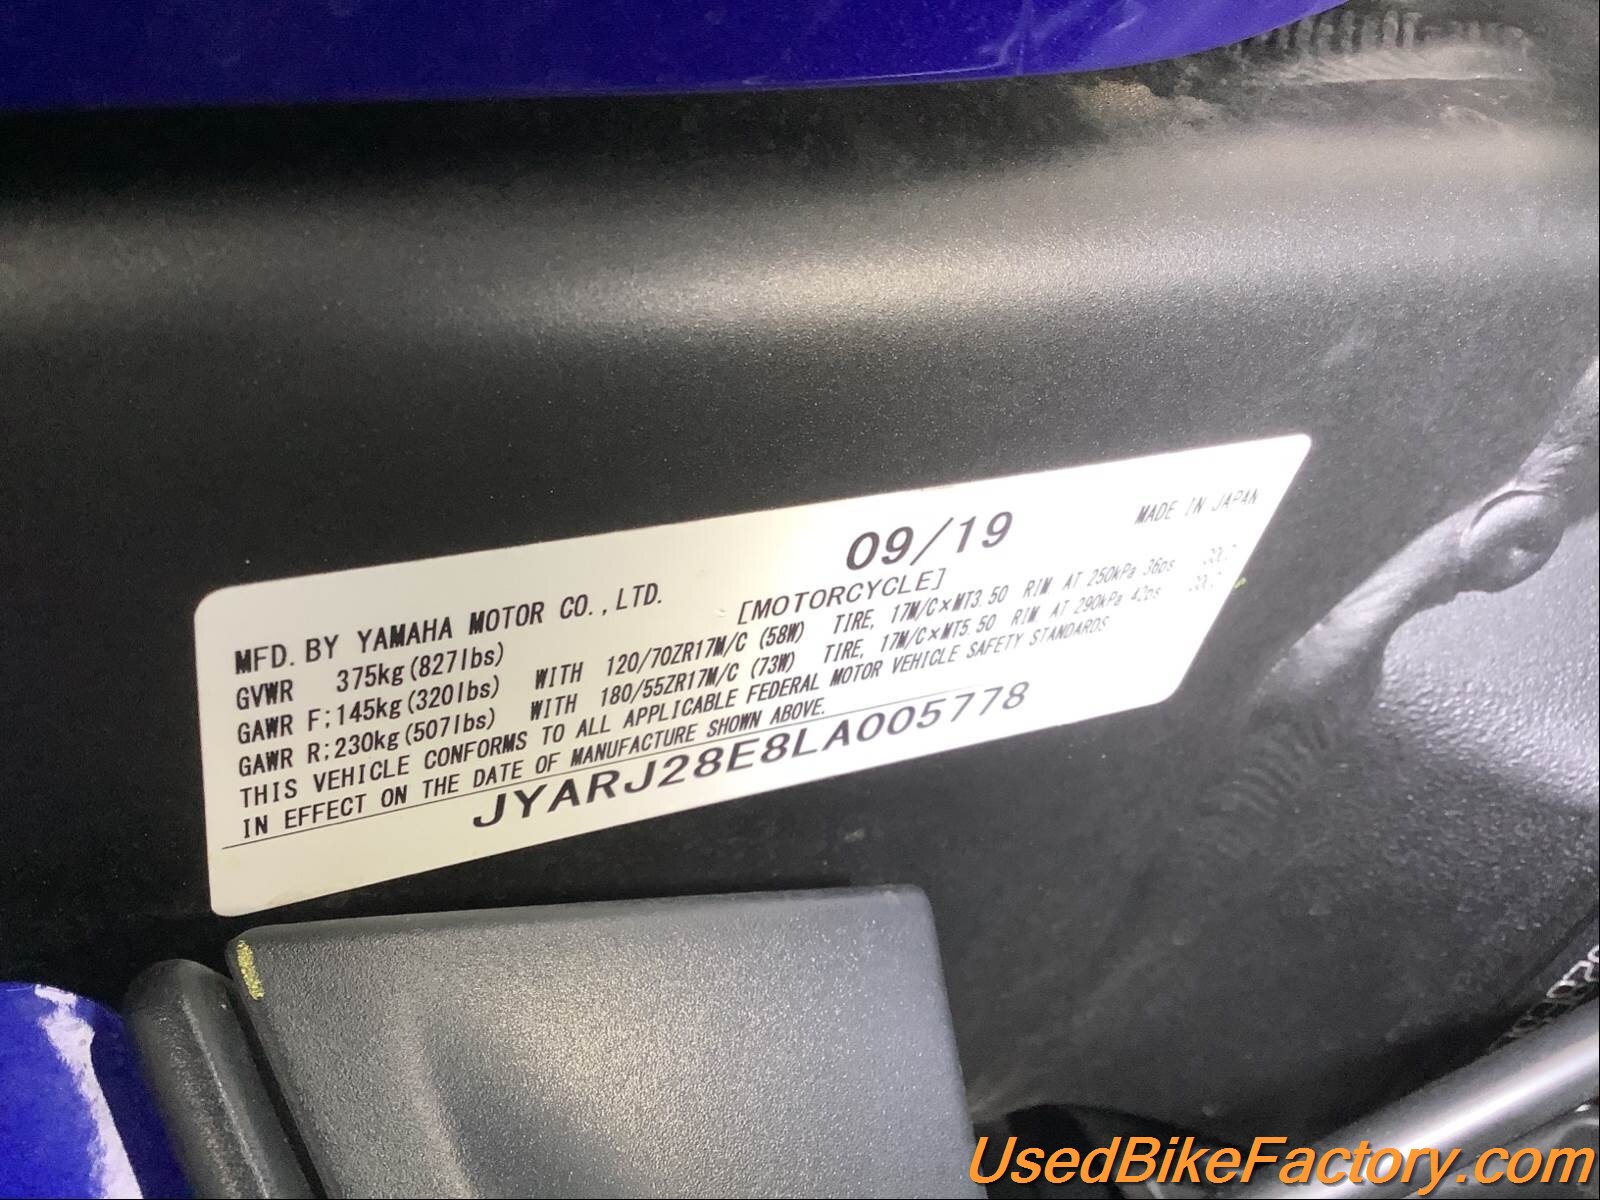 09/19
MADE IN JAPAN
MFD. BY YAMAHA MOTOR CO., LTD.
[MOTORCYCLE]
GVWR 375kg(827lbs)
GAWR F;145kg(320lbs) WITH 120/70ZR17M/C (58W) TIRE, 17M/C×MT3.50 RIM AT 250kPa 36ps
GAWR R;230kg(507lbs) WITH 180/55ZR17M/C (73W) TIRE, 17M/C×MT5.50 RIM AT 290kPa 42ps
THIS VEHICLE CONFORMS TO ALL APPLICABLE FEDERAL MOTOR VEHICLE SAFETY STANDARDS
IN EFFECT ON THE DATE OF MANUFACTURE SHOWN ABOVE.
JYARJ28E8LA005778
UsedBikeFactory.com